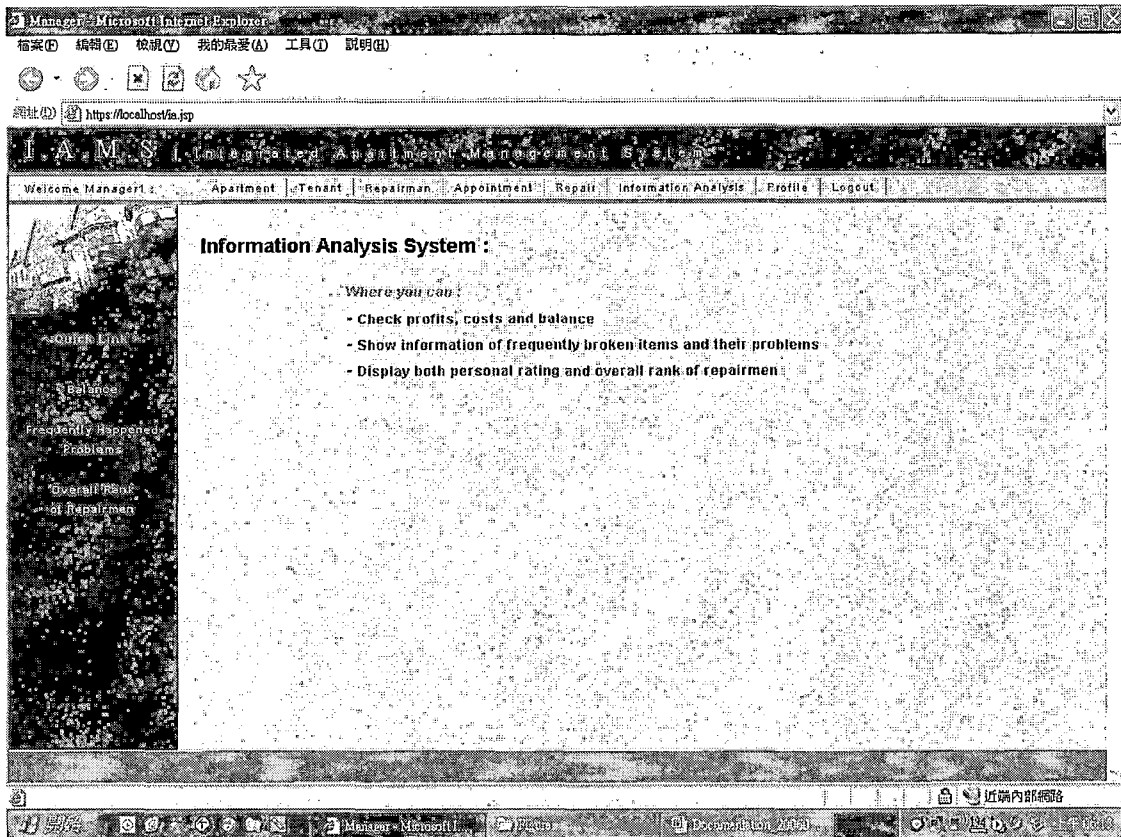 Manager - Microsoft Internet Explorer
檔案(F) 編輯(E) 檢視(V) 我的最愛(A) 工具(T) 說明(H)
網址(D) https://localhost/ia.jsp
I. A. M. S Integrated Apartment Management System
Welcome Manager1 : Apartment Tenant Repairman Appointment Repair Information Analysis Profile Logout
Information Analysis System :
Where you can :
- Check profits, costs and balance
- Show information of frequently broken items and their problems
- Display both personal rating and overall rank of repairmen
Quick Link
Balance
Frequently Happened
Problems
Overall Rank
of Repairmen
近端內部網路
開始 Manager - Microsoft I...